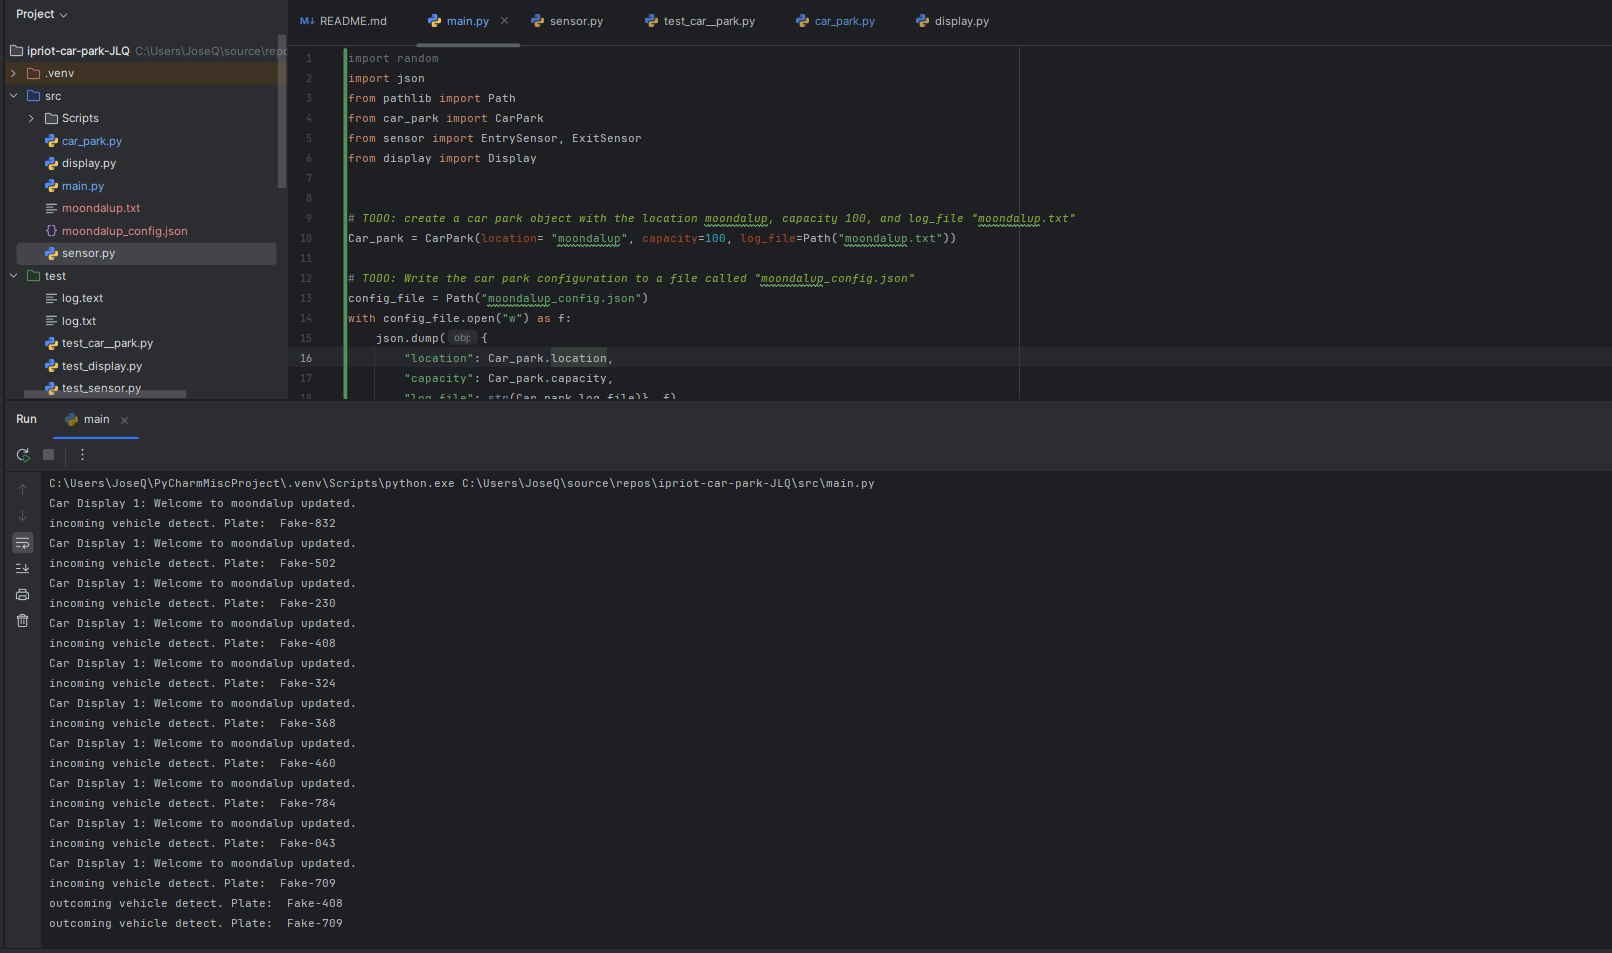 Project
ipriot-car-park-JLQ C:\Users\JoseQ\source\repo
.venv
src
Scripts
car_park.py
display.py
main.py
moondalup.txt
moondalup_config.json
sensor.py
test
log.text
log.txt
test_car__park.py
test_display.py
test_sensor.py
README.md
main.py
sensor.py
test_car__park.py
car_park.py
display.py
1 import random
2 import json
3 from pathlib import Path
4 from car_park import CarPark
5 from sensor import EntrySensor, ExitSensor
6 from display import Display
7
8
9 # TODO: create a car park object with the location moondalup, capacity 100, and log_file "moondalup.txt"
10 Car_park = CarPark(location= "moondalup", capacity=100, log_file=Path("moondalup.txt"))
11
12 # TODO: Write the car park configuration to a file called "moondalup_config.json"
13 config_file = Path("moondalup_config.json")
14 with config_file.open("w") as f:
15 json.dump( obj: {
16 "location": Car_park.location,
17 "capacity": Car_park.capacity,
18 "log_file": str(Car_park.log_file)}, f)
Run
main
C:\Users\JoseQ\PyCharmMiscProject\.venv\Scripts\python.exe C:\Users\JoseQ\source\repos\ipriot-car-park-JLQ\src\main.py
Car Display 1: Welcome to moondalup updated.
incoming vehicle detect. Plate:  Fake-832
Car Display 1: Welcome to moondalup updated.
incoming vehicle detect. Plate:  Fake-502
Car Display 1: Welcome to moondalup updated.
incoming vehicle detect. Plate:  Fake-230
Car Display 1: Welcome to moondalup updated.
incoming vehicle detect. Plate:  Fake-408
Car Display 1: Welcome to moondalup updated.
incoming vehicle detect. Plate:  Fake-324
Car Display 1: Welcome to moondalup updated.
incoming vehicle detect. Plate:  Fake-368
Car Display 1: Welcome to moondalup updated.
incoming vehicle detect. Plate:  Fake-460
Car Display 1: Welcome to moondalup updated.
incoming vehicle detect. Plate:  Fake-784
Car Display 1: Welcome to moondalup updated.
incoming vehicle detect. Plate:  Fake-043
Car Display 1: Welcome to moondalup updated.
incoming vehicle detect. Plate:  Fake-709
outcoming vehicle detect. Plate:  Fake-408
outcoming vehicle detect. Plate:  Fake-709